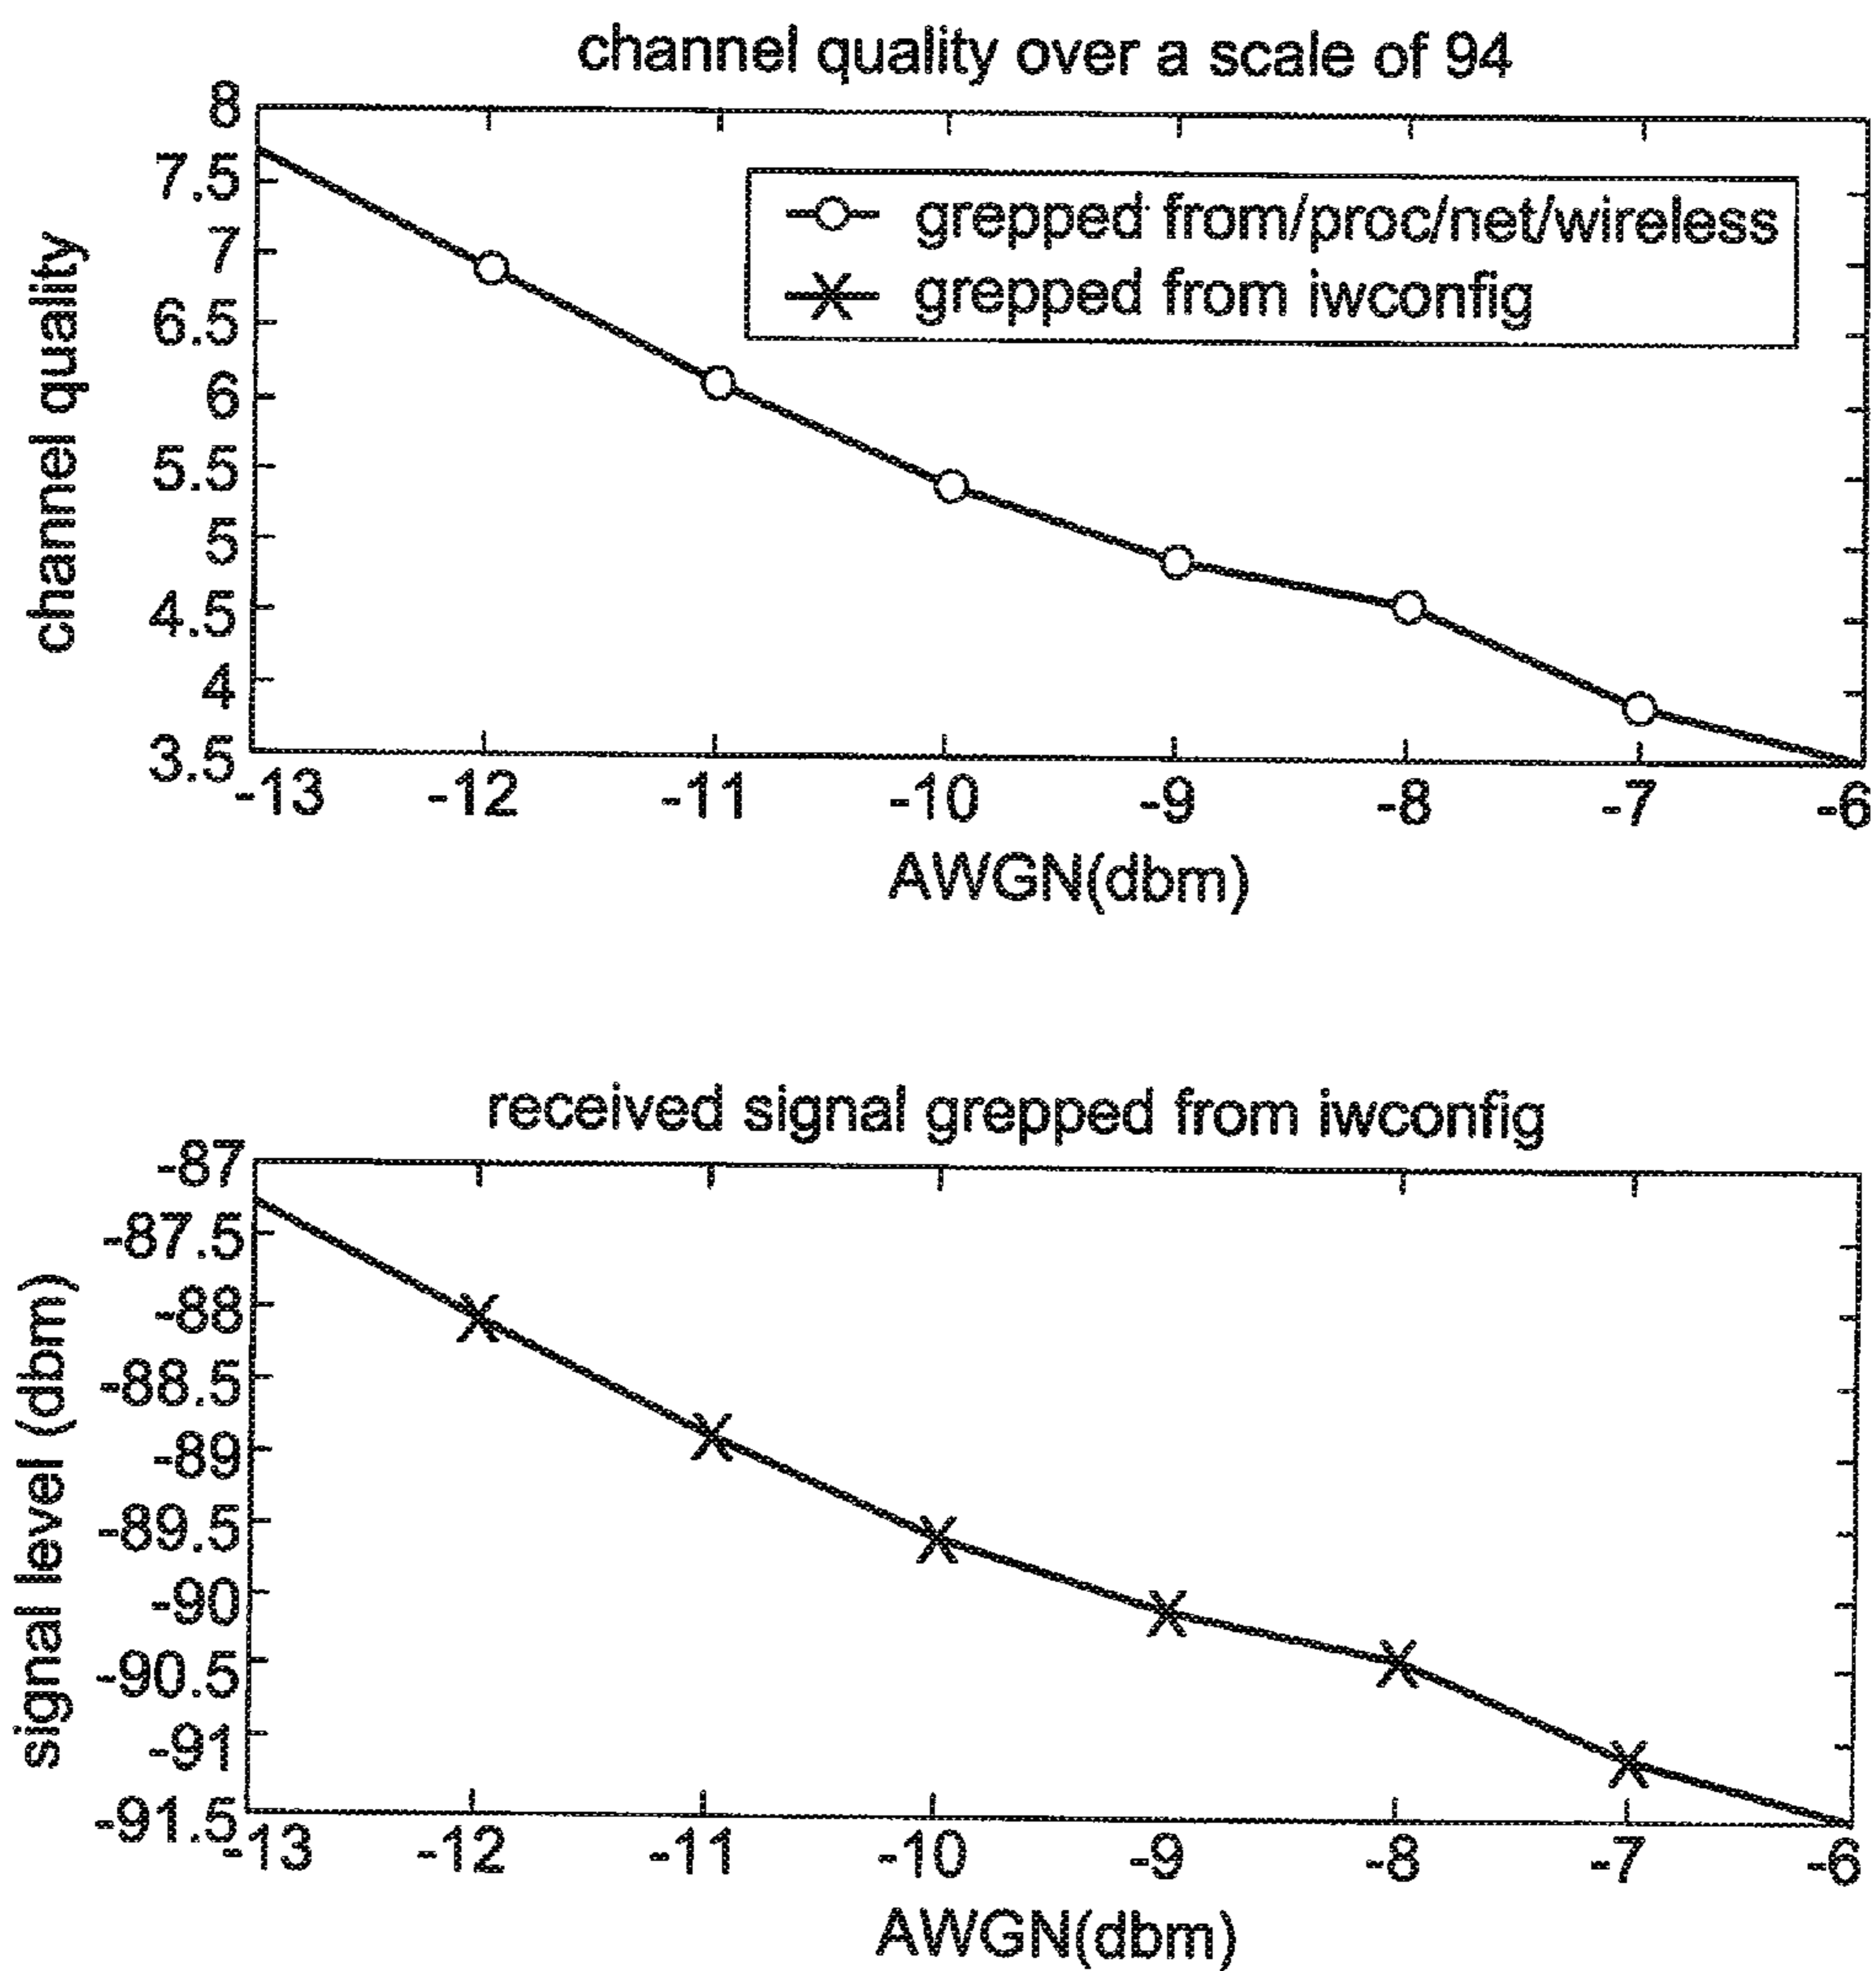 channel quality over a scale of 94
8
7.5
7
6.5
6
5.5
5
4.5
4
3.5
channel quality
grepped from/proc/net/wireless
grepped from iwconfig
-13 -12 -11 -10 -9 -8 -7 -6
AWGN(dbm)
received signal grepped from iwconfig
-87
-87.5
-88
-88.5
-89
-89.5
-90
-90.5
-91
-91.5
signal level (dbm)
-13 -12 -11 -10 -9 -8 -7 -6
AWGN(dbm)